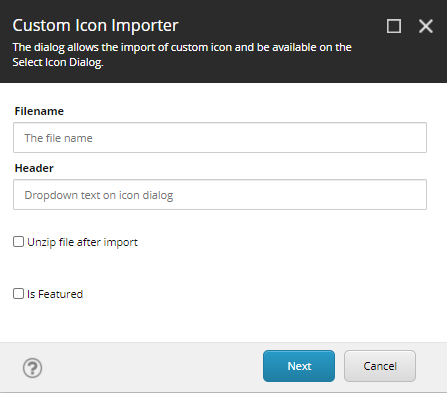 Custom Icon Importer
The dialog allows the import of custom icon and be available on the
Select Icon Dialog.
Filename
The file name
Header
Dropdown text on icon dialog
Unzip file after import
Is Featured
?
Next
Cancel